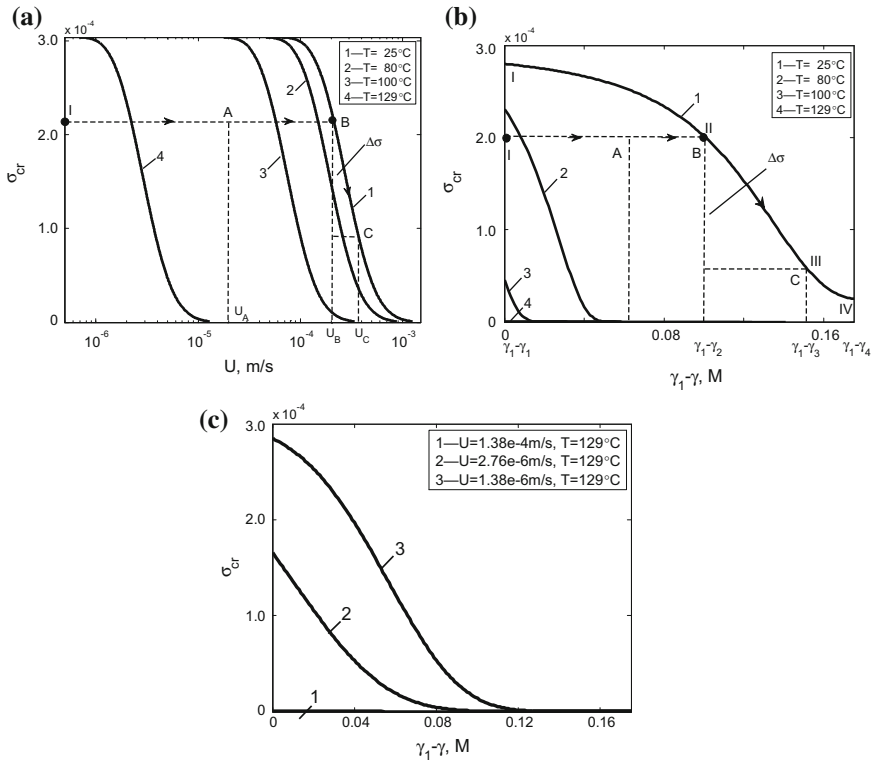 (a)
x 10⁻⁴
3.0
2.0
1.0
0
σcr
1—T= 25°C
2—T= 80°C
3—T=100°C
4—T=129°C
I
A
B
C
Δσ
1
2
3
4
U_A
U_B
U_C
10⁻⁶
10⁻⁵
10⁻⁴
10⁻³
U, m/s
(b)
x 10⁻⁴
4.0
3.0
2.0
1.0
0
σcr
1—T= 25°C
2—T= 80°C
3—T=100°C
4—T=129°C
I
1
I
II
A
B
Δσ
2
3
4
III
C
IV
0
0.08
0.16
γ₁-γ₁
γ₁-γ₂
γ₁-γ₃
γ₁-γ₄
γ₁-γ, M
(c)
x 10⁻⁴
3.0
2.0
1.0
0
σcr
1—U=1.38e-4m/s, T=129°C
2—U=2.76e-6m/s, T=129°C
3—U=1.38e-6m/s, T=129°C
3
2
1
0
0.04
0.08
0.12
0.16
γ₁-γ, M